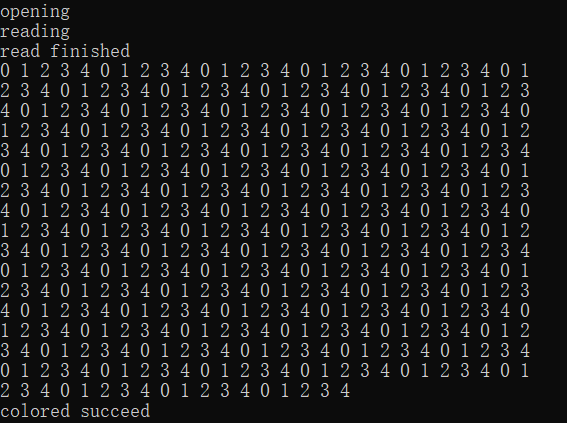 opening
reading
read finished
0 1 2 3 4 0 1 2 3 4 0 1 2 3 4 0 1 2 3 4 0 1 2 3 4 0 1
2 3 4 0 1 2 3 4 0 1 2 3 4 0 1 2 3 4 0 1 2 3 4 0 1 2 3
4 0 1 2 3 4 0 1 2 3 4 0 1 2 3 4 0 1 2 3 4 0 1 2 3 4 0
1 2 3 4 0 1 2 3 4 0 1 2 3 4 0 1 2 3 4 0 1 2 3 4 0 1 2
3 4 0 1 2 3 4 0 1 2 3 4 0 1 2 3 4 0 1 2 3 4 0 1 2 3 4
0 1 2 3 4 0 1 2 3 4 0 1 2 3 4 0 1 2 3 4 0 1 2 3 4 0 1
2 3 4 0 1 2 3 4 0 1 2 3 4 0 1 2 3 4 0 1 2 3 4 0 1 2 3
4 0 1 2 3 4 0 1 2 3 4 0 1 2 3 4 0 1 2 3 4 0 1 2 3 4 0
1 2 3 4 0 1 2 3 4 0 1 2 3 4 0 1 2 3 4 0 1 2 3 4 0 1 2
3 4 0 1 2 3 4 0 1 2 3 4 0 1 2 3 4 0 1 2 3 4 0 1 2 3 4
0 1 2 3 4 0 1 2 3 4 0 1 2 3 4 0 1 2 3 4 0 1 2 3 4 0 1
2 3 4 0 1 2 3 4 0 1 2 3 4 0 1 2 3 4 0 1 2 3 4 0 1 2 3
4 0 1 2 3 4 0 1 2 3 4 0 1 2 3 4 0 1 2 3 4 0 1 2 3 4 0
1 2 3 4 0 1 2 3 4 0 1 2 3 4 0 1 2 3 4 0 1 2 3 4 0 1 2
3 4 0 1 2 3 4 0 1 2 3 4 0 1 2 3 4 0 1 2 3 4 0 1 2 3 4
0 1 2 3 4 0 1 2 3 4 0 1 2 3 4 0 1 2 3 4 0 1 2 3 4 0 1
2 3 4 0 1 2 3 4 0 1 2 3 4 0 1 2 3 4
colored succeed